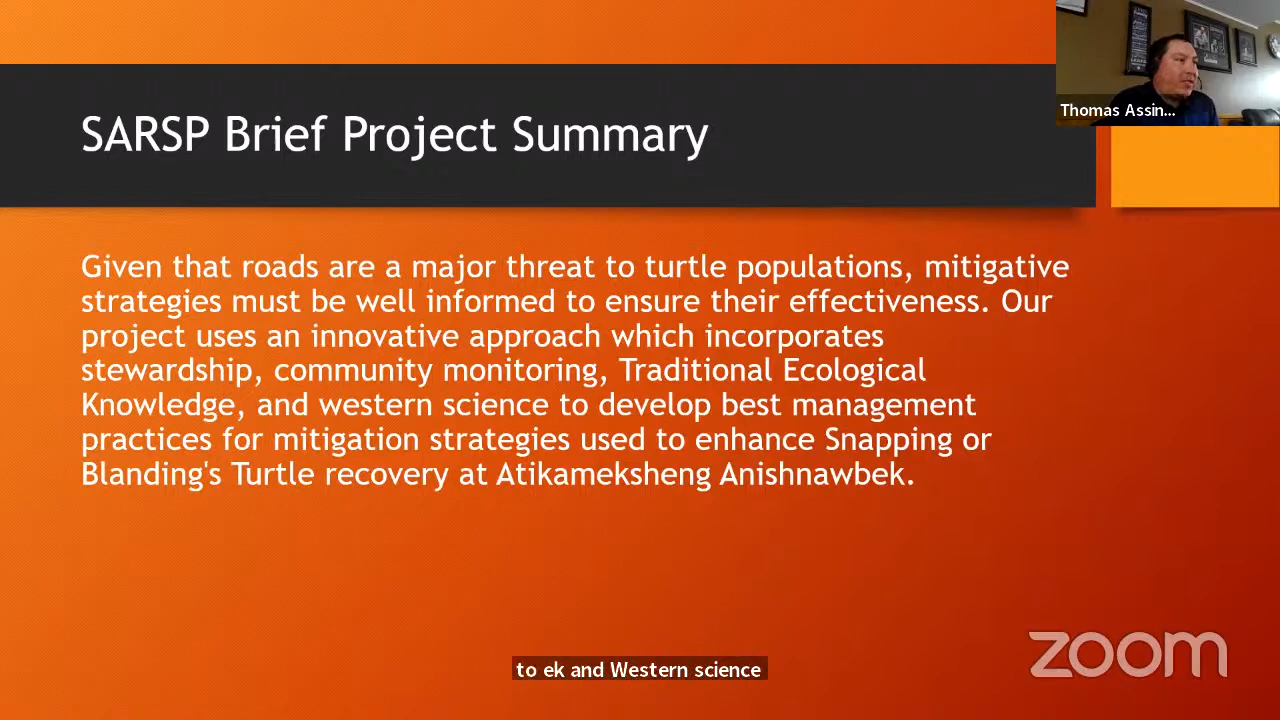 Thomas Assin...
SARSP Brief Project Summary
Given that roads are a major threat to turtle populations, mitigative
strategies must be well informed to ensure their effectiveness. Our
project uses an innovative approach which incorporates
stewardship, community monitoring, Traditional Ecological
Knowledge, and western science to develop best management
practices for mitigation strategies used to enhance Snapping or
Blanding's Turtle recovery at Atikameksheng Anishnawbek.
to ek and Western science
zoom